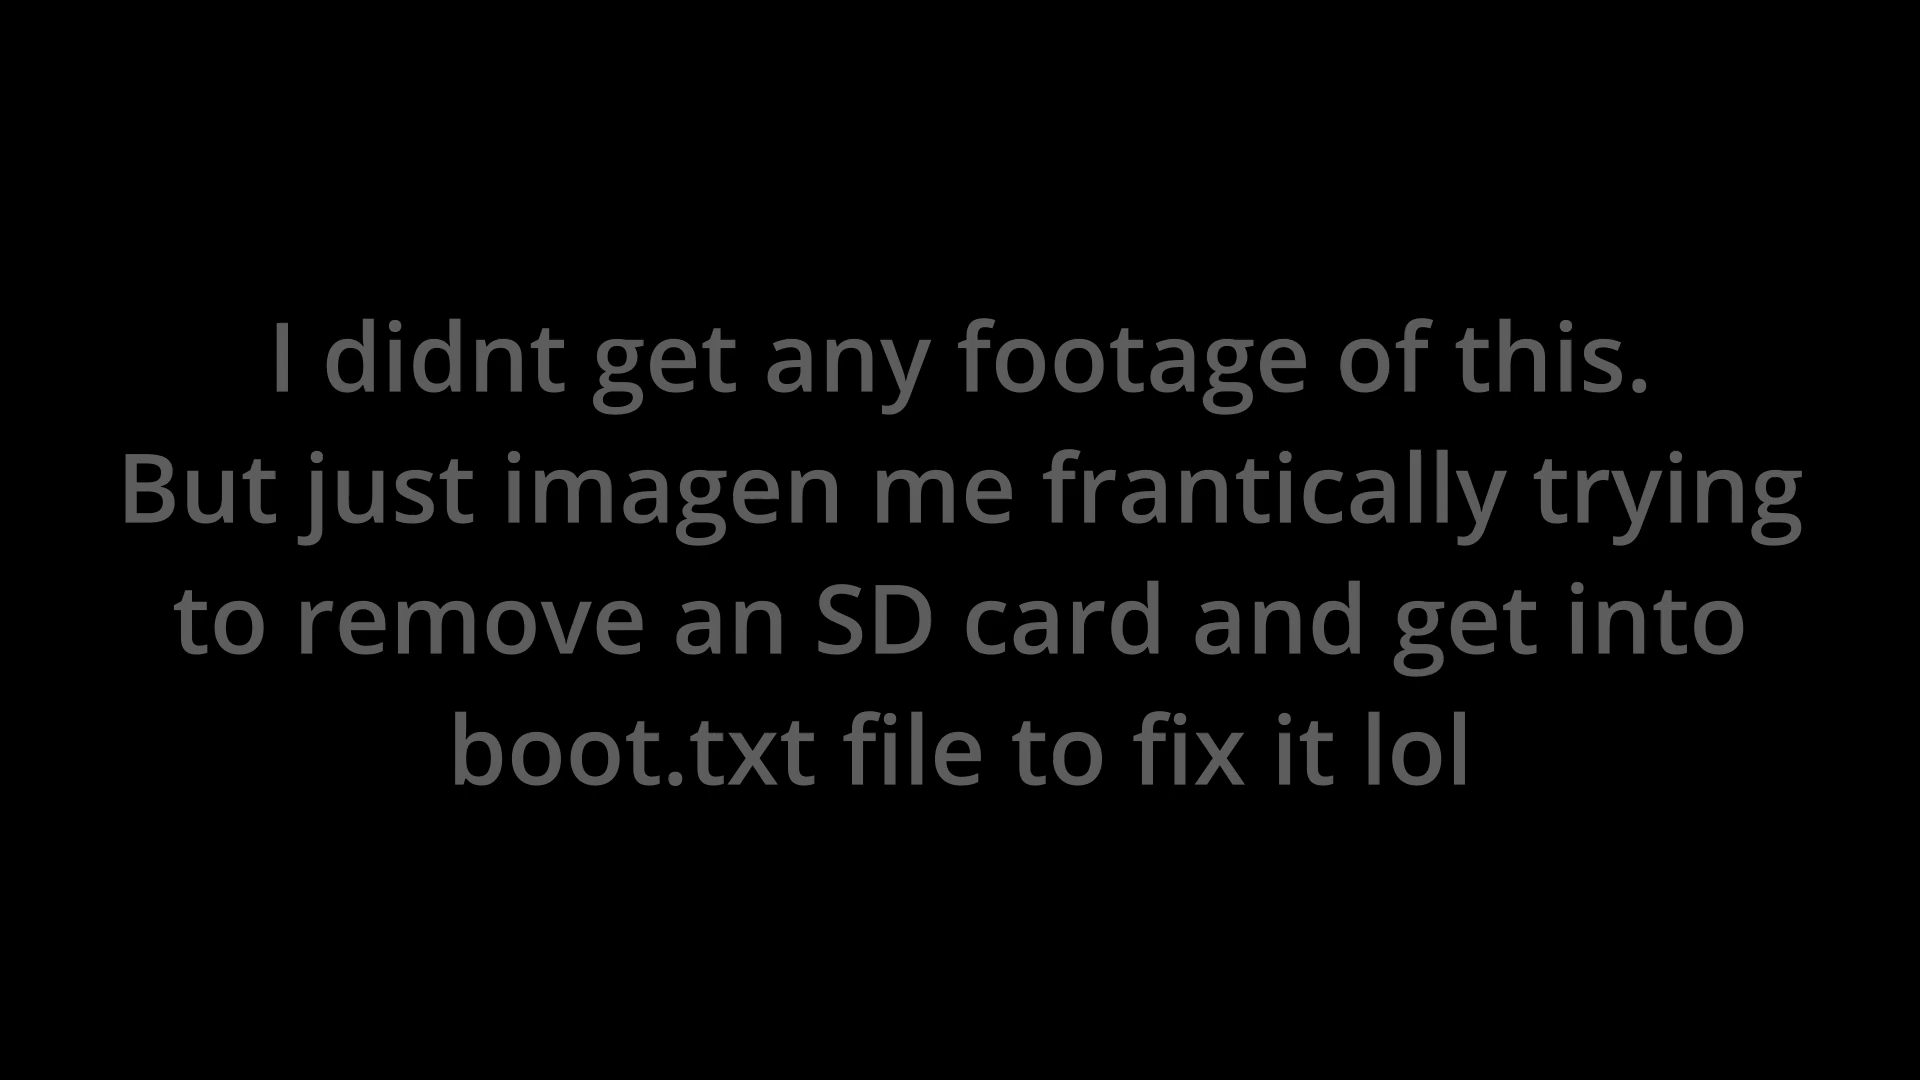 I didnt get any footage of this.
But just imagen me frantically trying
to remove an SD card and get into
boot.txt file to fix it lol